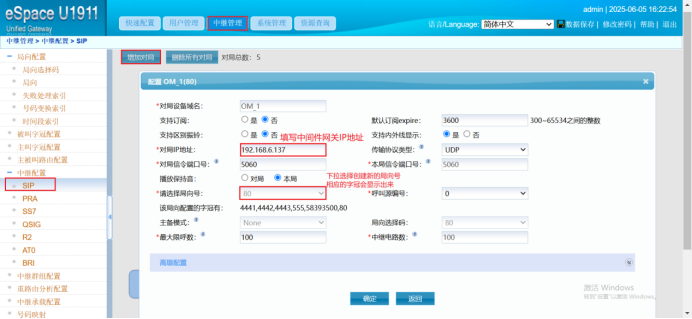 eSpace U1911
Unified Gateway
admin | 2025-06-05 16:22:54
快速配置 用户管理 中继管理 系统管理 资源查询
语言/Language: 简体中文 数据保存 | 修改密码 | 帮助 | 退出
中继管理 > 中继配置 > SIP
局向配置
局向选择码
局向
失败处理索引
号码变换索引
时间段索引
被叫字冠配置
主叫字冠配置
主被叫路由配置
中继配置
SIP
PRA
SS7
QSIG
R2
AT0
BRI
中继群组配置
重路由分析配置
中继承载配置
号码映射
增加对局 删除所有对局 对局总数: 5
配置 OM_1(80)
*对局设备域名: OM_1
支持订阅: 是 否 默认订阅expire: 3600 300~65534之间的整数
支持区别振铃: 是 否 填写中间件网关IP地址 支持内外线显示: 是 否
*对局IP地址: 192.168.6.137 传输协议类型: UDP
*对局信令端口号: 5060 *本局信令端口号: 5060
播放保持音: 对局 本局 下拉选择创建新的局向号
相应的字冠会显示出来
*请选择局向号: 80 *呼叫源编号: 0
该局向配置的字冠有: 4441,4442,4443,555,58393500,80
主备模式: None 局向选择码: 80
*最大限呼数: 100 *中继电路数: 100
高级配置
确定 返回
激活 Windows
转到"设置"以激活 Windows。